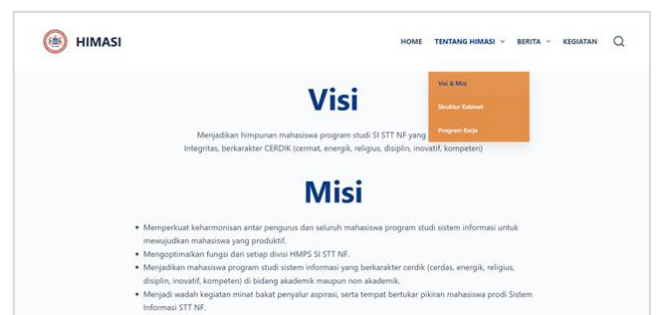 HIMASI
HOME TENTANG HIMASI BERITA KEGIATAN
Visi & Misi
Struktur Kabinet
Program Kerja
Visi
Menjadikan himpunan mahasiswa program studi SI STT NF yang
Integritas, berkarakter CERDIK (cermat, energik, religius, disiplin, inovatif, kompeten)
Misi
Memperkuat keharmonisan antar pengurus dan seluruh mahasiswa program studi sistem informasi untuk
mewujudkan mahasiswa yang produktif.
Mengoptimalkan fungsi dari setiap divisi HMPS SI STT NF.
Menjadikan mahasiswa program studi sistem informasi yang berkarakter cerdik (cerdas, energik, religius,
disiplin, inovatif, kompeten) di bidang akademik maupun non akademik.
Menjadi wadah kegiatan minat bakat penyalur aspirasi, serta tempat bertukar pikiran mahasiswa prodi Sistem
Informasi STT NF.